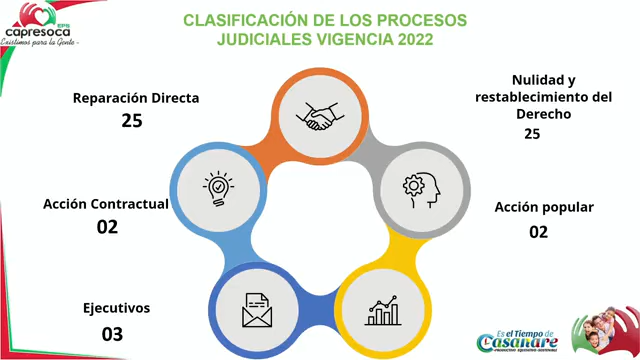 EPS
capresoca
Existimos para la Gente
CLASIFICACIÓN DE LOS PROCESOS
JUDICIALES VIGENCIA 2022
Reparación Directa
25
Nulidad y
restablecimiento del
Derecho
25
Acción Contractual
02
Acción popular
02
Ejecutivos
03
Es el Tiempo de
Casanare